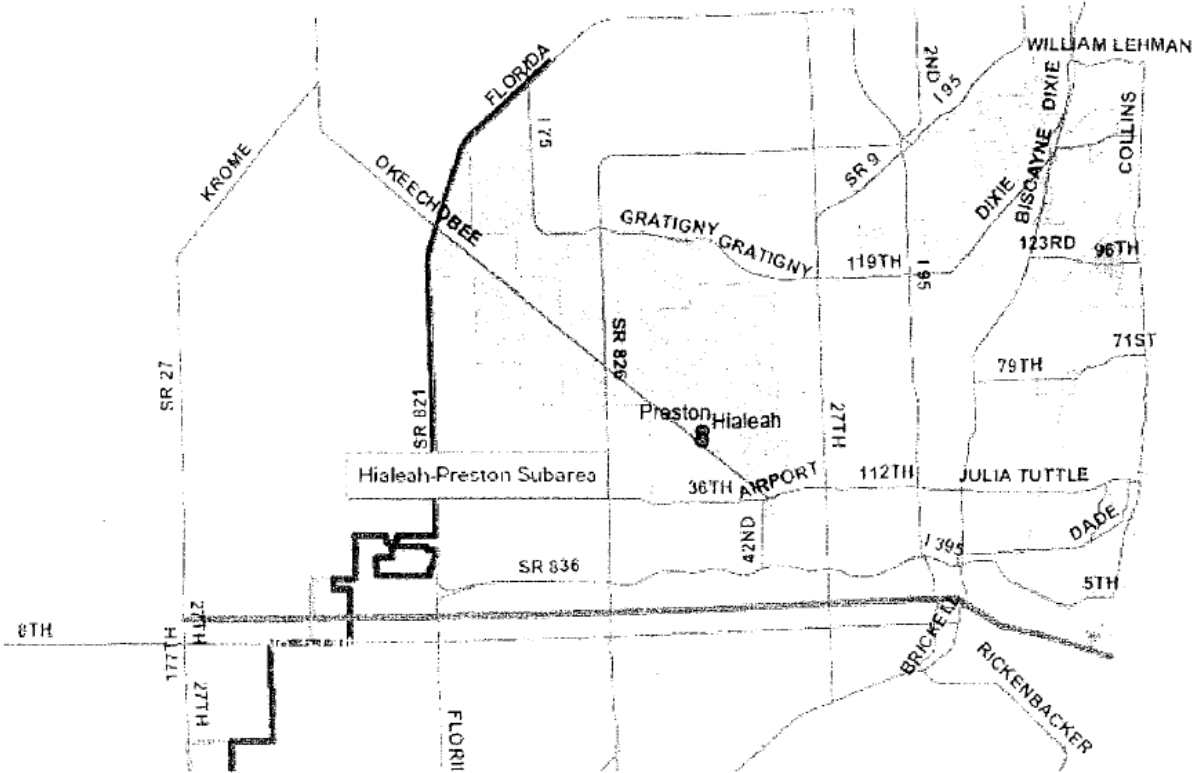 WILLIAM LEHMAN
FLORIDA
2ND
I 95
DIXIE
I 75
COLLINS
KROME
OKEECHOBEE
SR 9
DIXIE
BISCAYNE
GRATIGNY
GRATIGNY
119TH
I 95
123RD
96TH
SR 826
71ST
79TH
SR 27
SR 821
Preston
Hialeah
27TH
Hialeah-Preston Subarea
36TH
AIRPORT
112TH
JULIA TUTTLE
DADE
42ND
I 395
SR 836
5TH
27TH
8TH
177TH
BRICKELL
RICKENBACKER
27TH